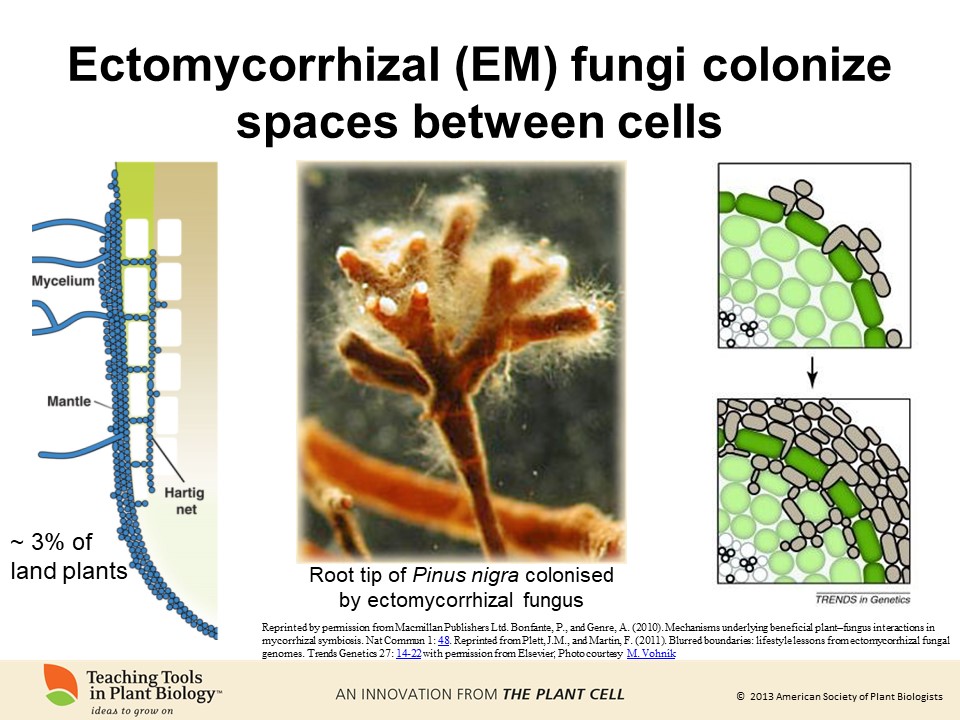 Ectomycorrhizal (EM) fungi colonize
spaces between cells
Mycelium
Mantle
Hartig
net
~ 3% of
land plants
Root tip of Pinus nigra colonised
by ectomycorrhizal fungus
TRENDS in Genetics
Reprinted by permission from Macmillan Publishers Ltd. Bonfante, P., and Genre, A. (2010). Mechanisms underlying beneficial plant–fungus interactions in
mycorrhizal symbiosis. Nat Commun 1: 48. Reprinted from Plett, J.M., and Martin, F. (2011). Blurred boundaries: lifestyle lessons from ectomycorrhizal fungal
genomes. Trends Genetics 27: 14-22 with permission from Elsevier; Photo courtesy M. Vohnik
Teaching Tools
in Plant Biology™
ideas to grow on
AN INNOVATION FROM THE PLANT CELL
© 2013 American Society of Plant Biologists